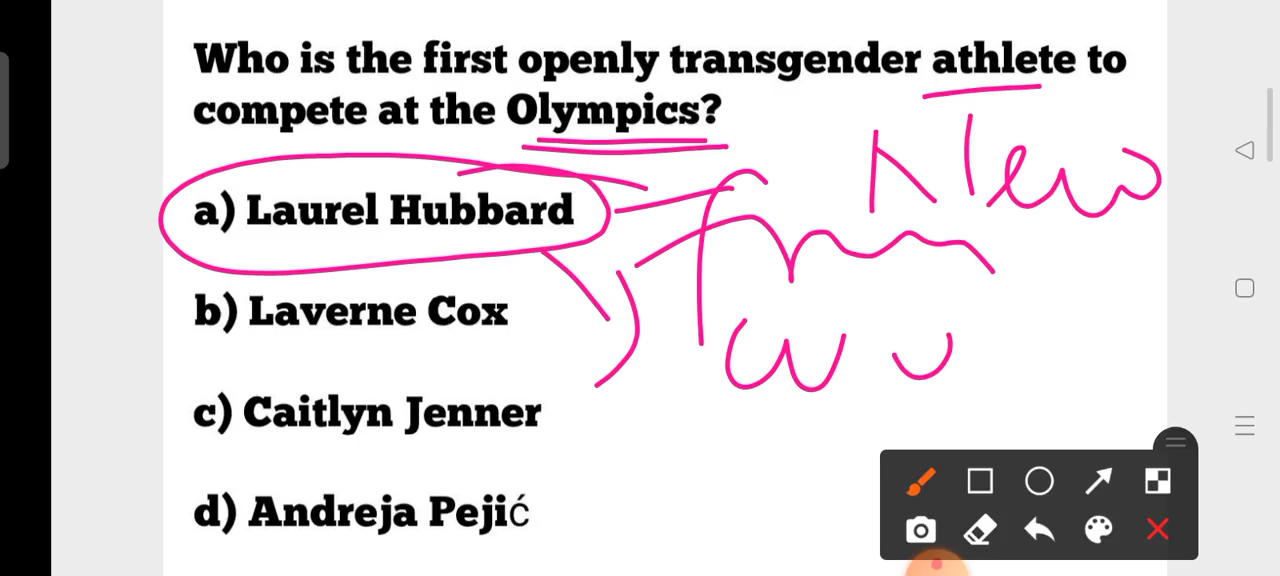 Who is the first openly transgender athlete to
compete at the Olympics?
a) Laurel Hubbard
New
b) Laverne Cox
c) Caitlyn Jenner
d) Andreja Pejić